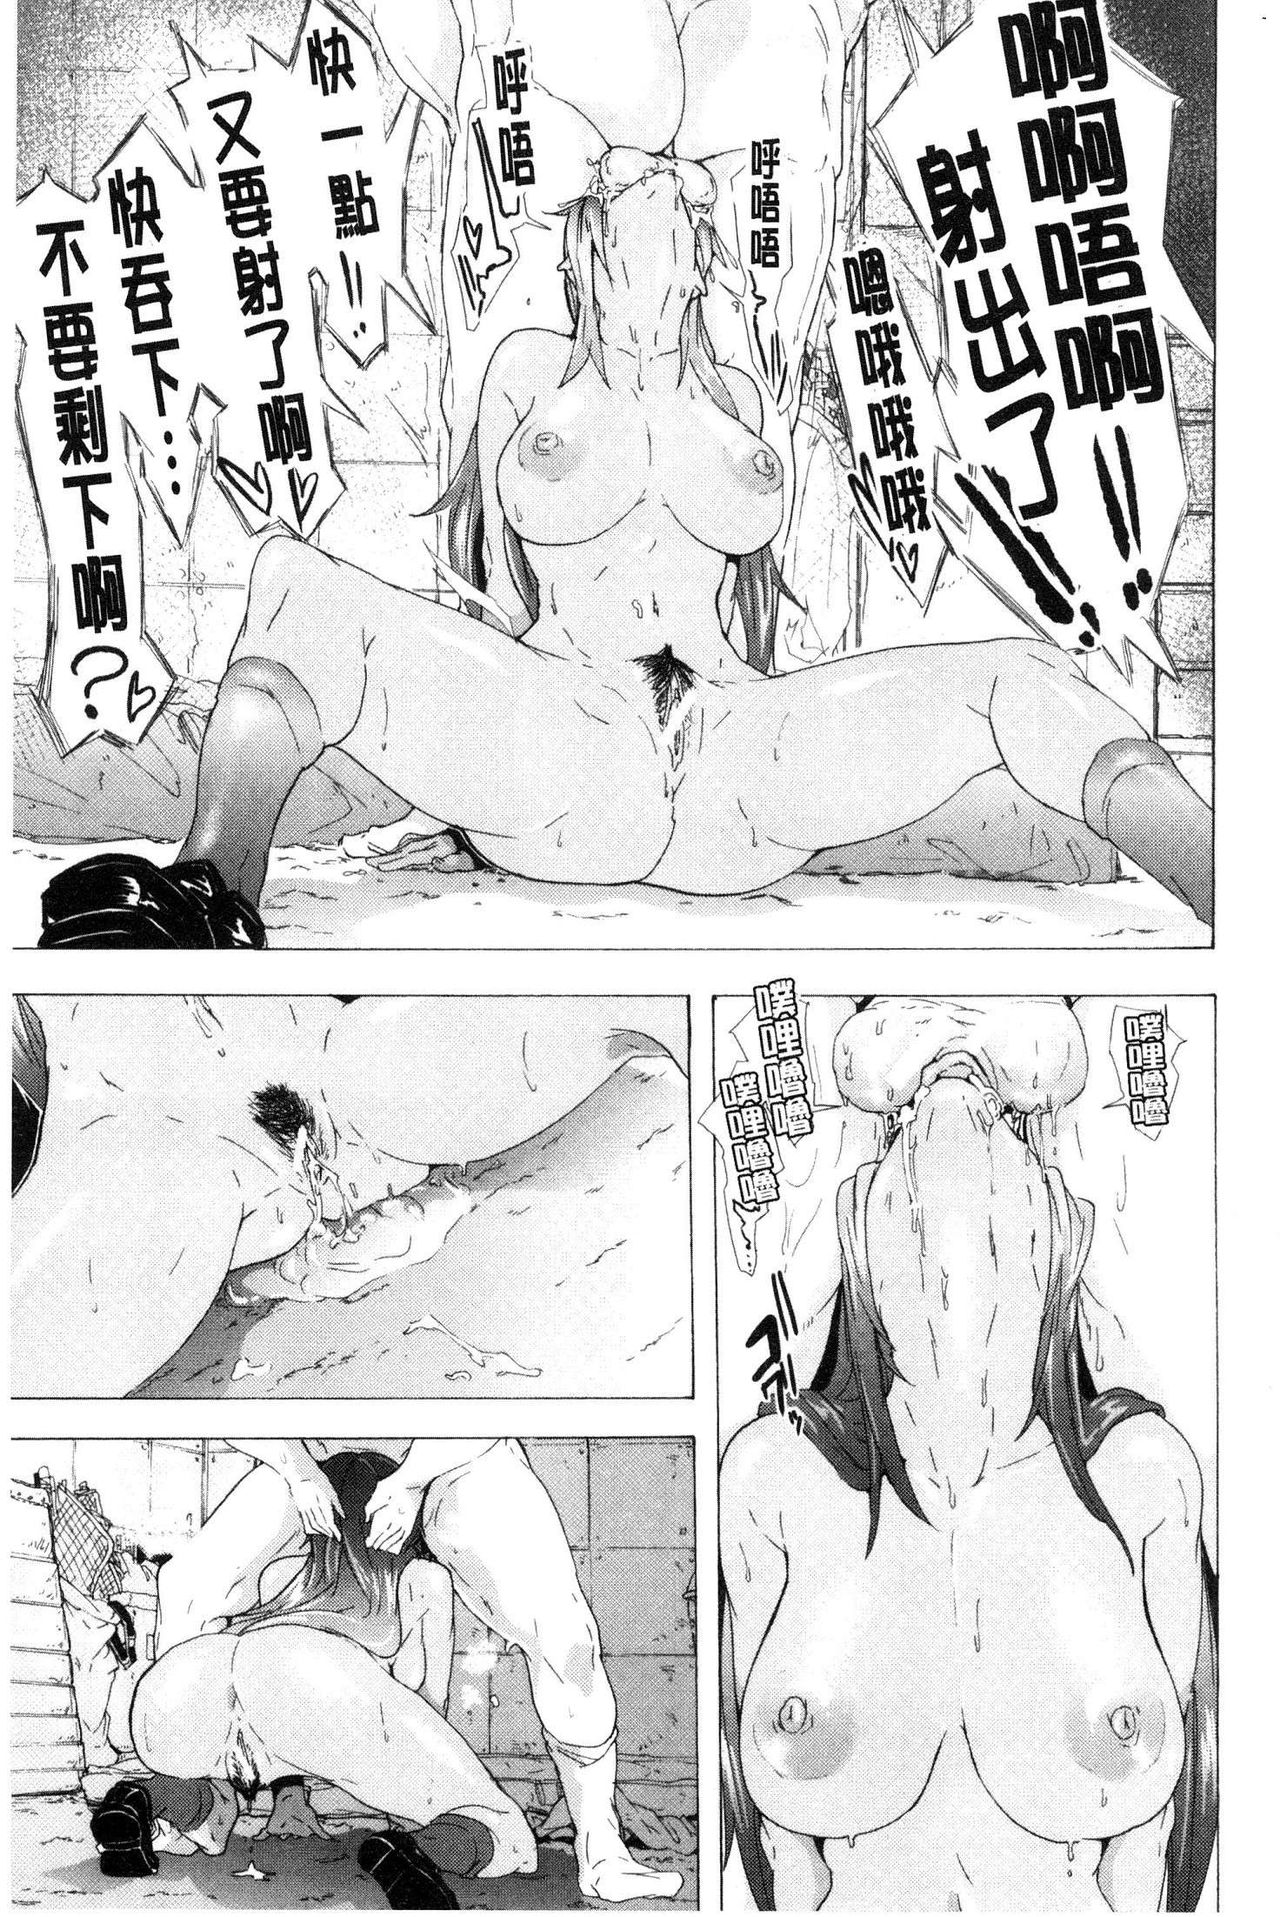 啊啊唔啊!!
射出了!!
嗯哦哦哦
呼唔唔
呼唔
快一點!!
又要射了啊
快吞下…
不要剩下啊?
噗哩嚕嚕
噗哩嚕嚕
噗哩嚕嚕…